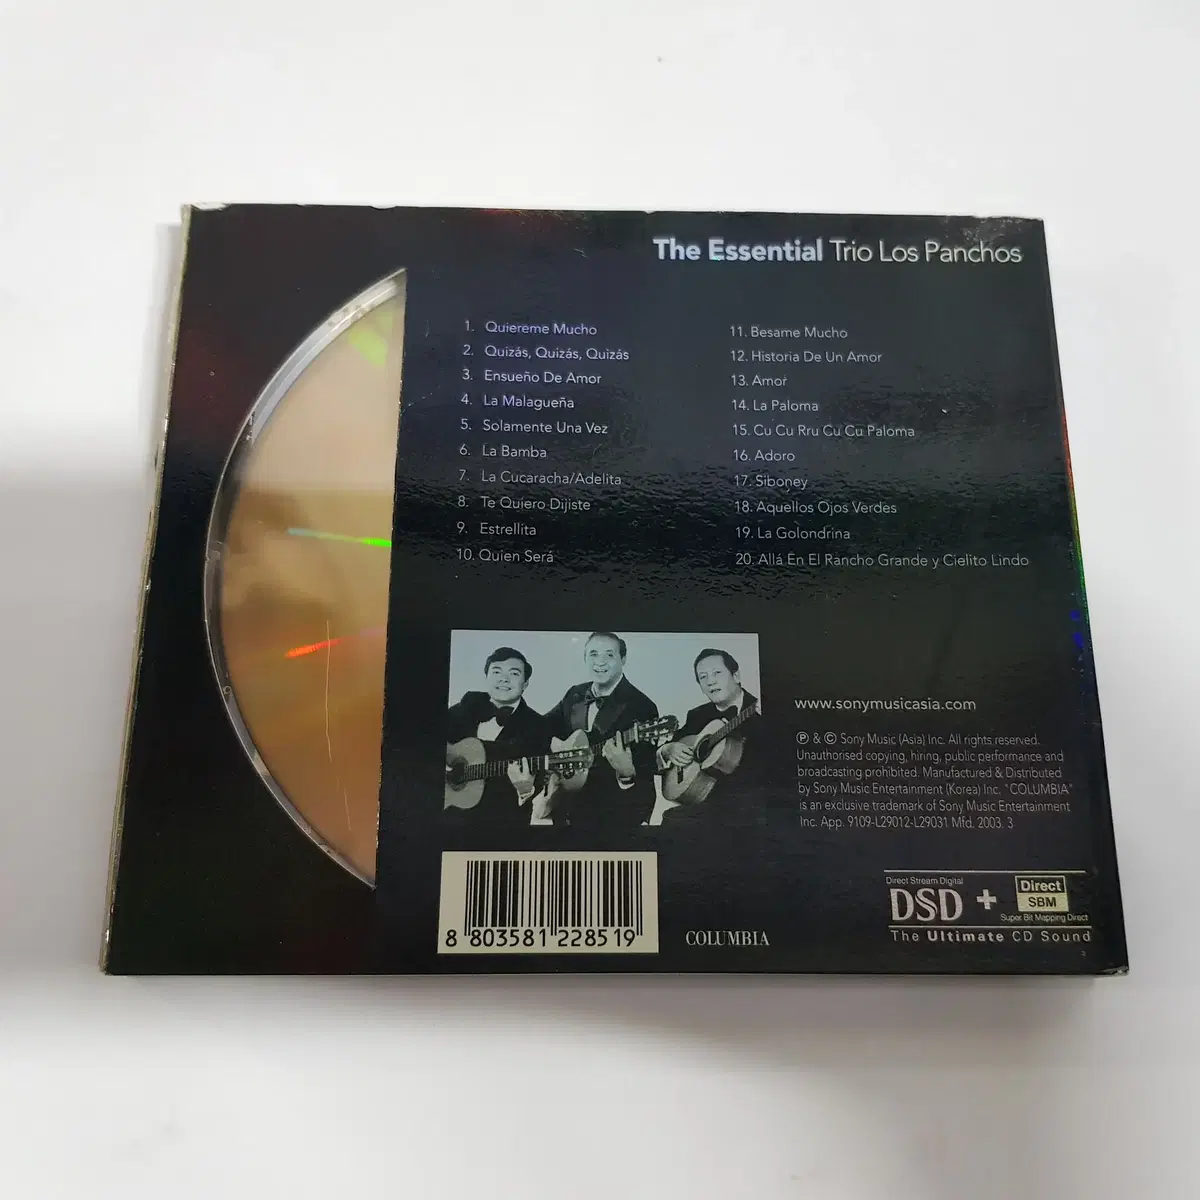 The Essential Trio Los Panchos
1. Quiereme Mucho
2. Quizás, Quizás, Quizás
3. Ensueño De Amor
4. La Malagueña
5. Solamente Una Vez
6. La Bamba
7. La Cucaracha/Adelita
8. Te Quiero Dijiste
9. Estrellita
10. Quien Será
11. Besame Mucho
12. Historia De Un Amor
13. Amor
14. La Paloma
15. Cu Cu Rru Cu Cu Paloma
16. Adoro
17. Siboney
18. Aquellos Ojos Verdes
19. La Golondrina
20. Allá En El Rancho Grande y Cielito Lindo
www.sonymusicasia.com
℗ & © Sony Music (Asia) Inc. All rights reserved.
Unauthorised copying, hiring, public performance and
broadcasting prohibited. Manufactured & Distributed
by Sony Music Entertainment (Korea) Inc. "COLUMBIA"
is an exclusive trademark of Sony Music Entertainment
Inc. App. 9109-L29012-L29031 Mfd. 2003. 3
8 803581 228519
COLUMBIA
Direct Stream Digital
DSD + Direct SBM
Super Bit Mapping Direct
The Ultimate CD Sound